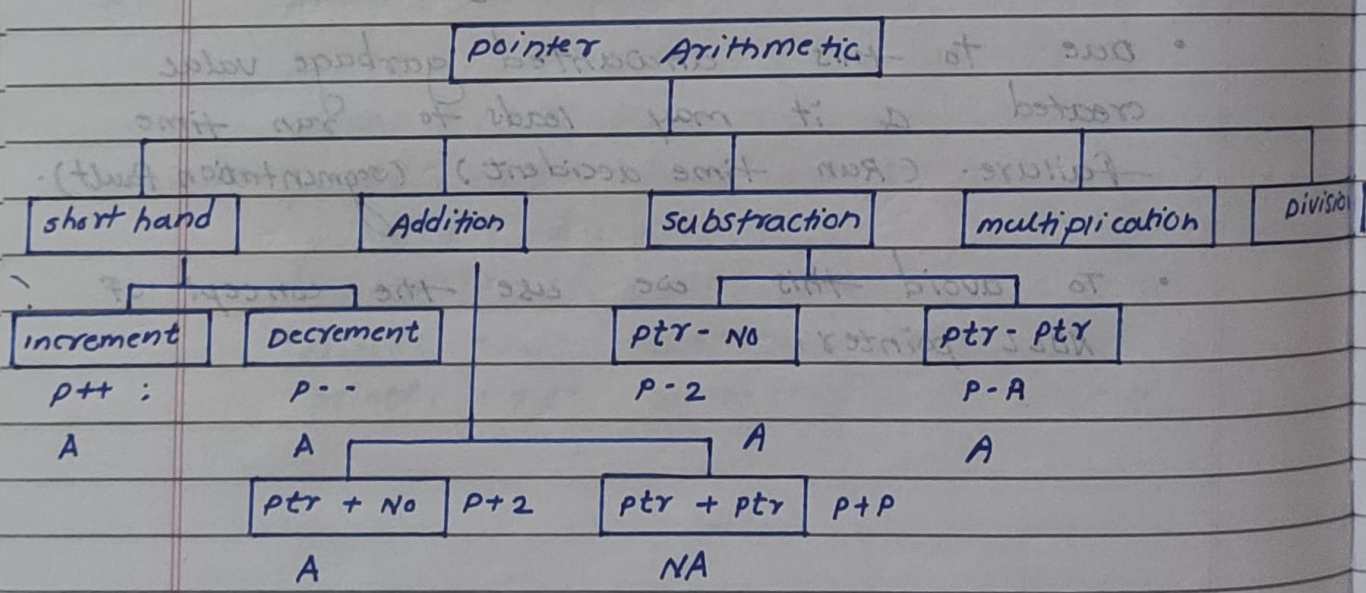 pointer Arithmetic
short hand Addition substraction multiplication Divisio
increment Decrement ptr - No ptr - ptr
p++ ; p-- p-2 p-A
A A A A
ptr + No p+2 ptr + ptr p+p
A NA